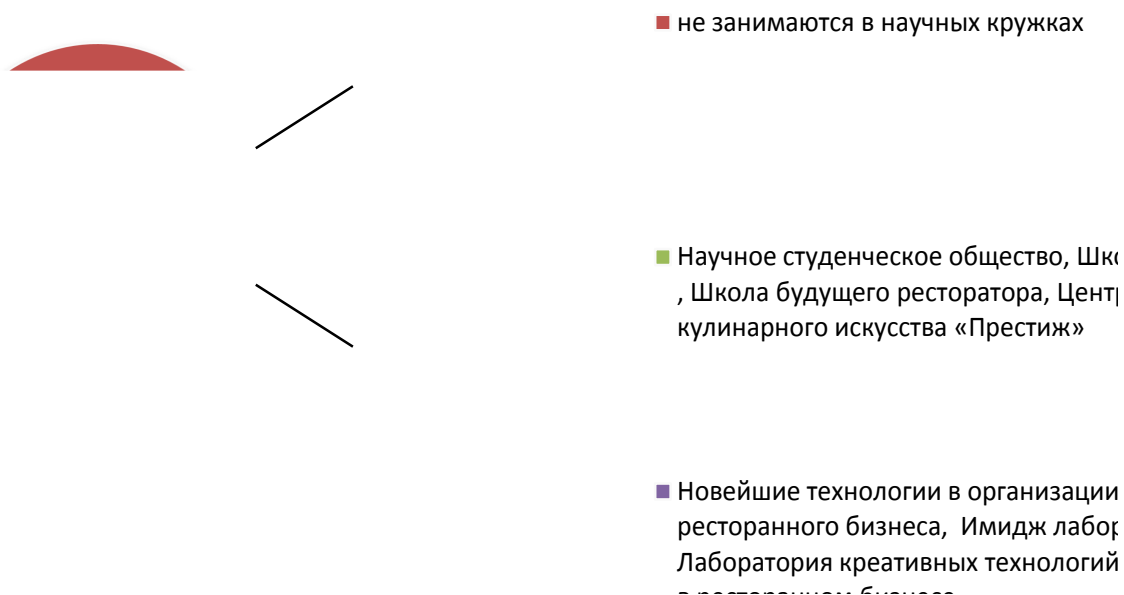 не занимаются в научных кружках
Научное студенческое общество,
, Школа будущего ресторатора,
кулинарного искусства «Престиж»
Новейшие технологии в организации
ресторанного бизнеса, Имидж
Лаборатория креативных технологий